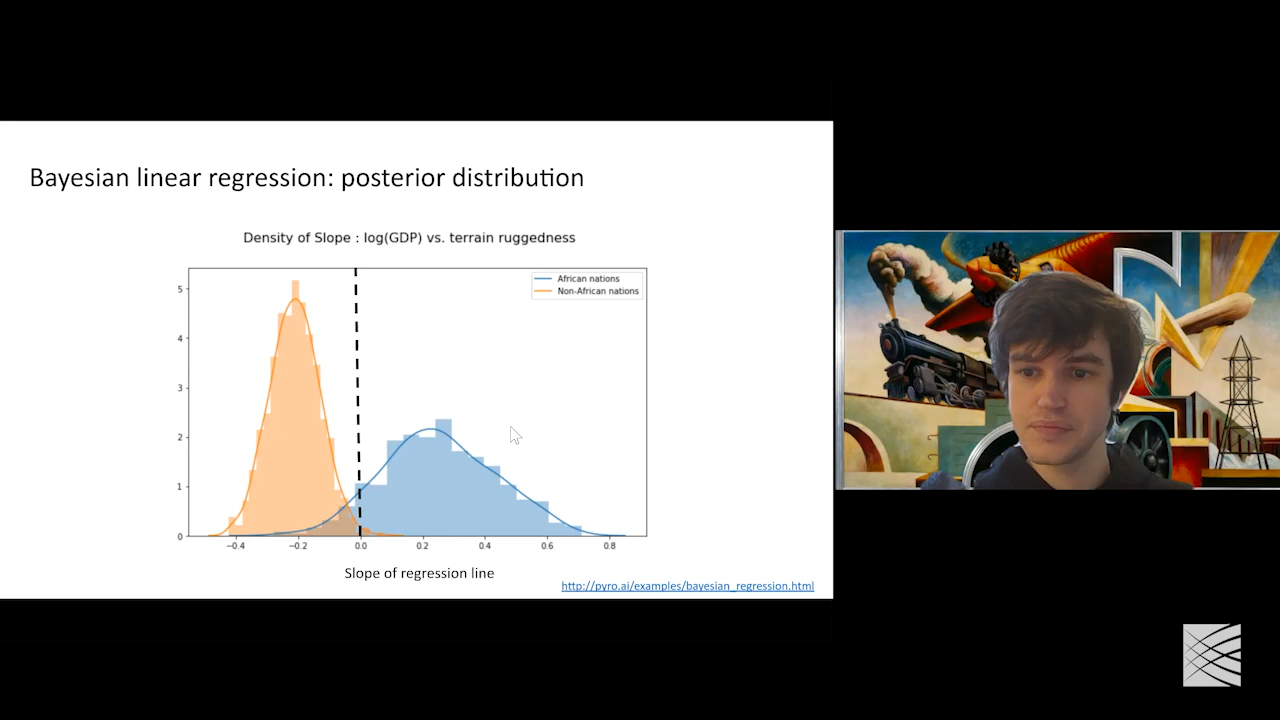 Bayesian linear regression: posterior distribution
Density of Slope : log(GDP) vs. terrain ruggedness
African nations
Non-African nations
5
4
3
2
1
0
−0.4 −0.2 0.0 0.2 0.4 0.6 0.8
Slope of regression line
http://pyro.ai/examples/bayesian_regression.html